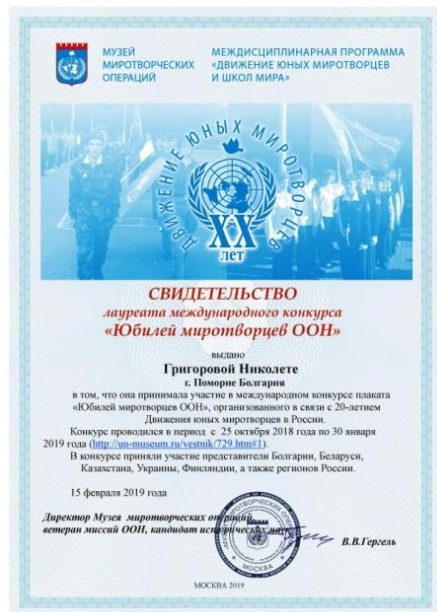 МУЗЕЙ
МИРОТВОРЧЕСКИХ
ОПЕРАЦИЙ
МЕЖДИСЦИПЛИНАРНАЯ ПРОГРАММА
«ДВИЖЕНИЕ ЮНЫХ МИРОТВОРЦЕВ
И ШКОЛ МИРА»
ДВИЖЕНИЕ ЮНЫХ МИРОТВОРЦЕВ
XX
лет
СВИДЕТЕЛЬСТВО
лауреата международного конкурса
«Юбилей миротворцев ООН»
выдано
Григоровой Николете
г. Поморие Болгария
в том, что она принимала участие в международном конкурсе плаката
«Юбилей миротворцев ООН», организованного в связи с 20-летием
Движения юных миротворцев в России.
Конкурс проводился в период с 25 октября 2018 года по 30 января
2019 года (http://un-museum.ru/vestnik/729.htm#1).
В конкурсе приняли участие представители Болгарии, Беларуси,
Казахстана, Украины, Финляндии, а также регионов России.
15 февраля 2019 года
Директор Музея миротворческих операций,
ветеран миссий ООН, кандидат исторических наук
В.В.Гергель
МОСКВА
МОСКВА 2019